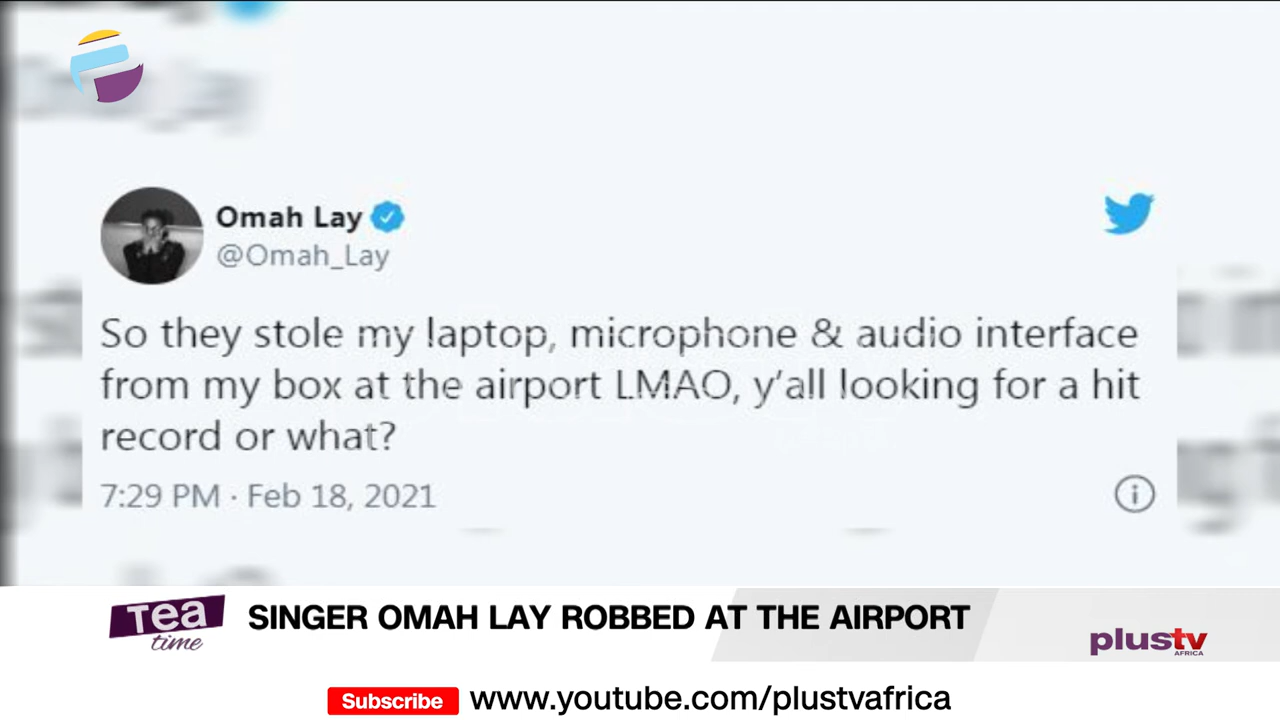 Omah Lay
@Omah_Lay
So they stole my laptop, microphone & audio interface
from my box at the airport LMAO, y'all looking for a hit
record or what?
7:29 PM · Feb 18, 2021
Tea
time
SINGER OMAH LAY ROBBED AT THE AIRPORT
plustv
AFRICA
Subscribe www.youtube.com/plustvafrica